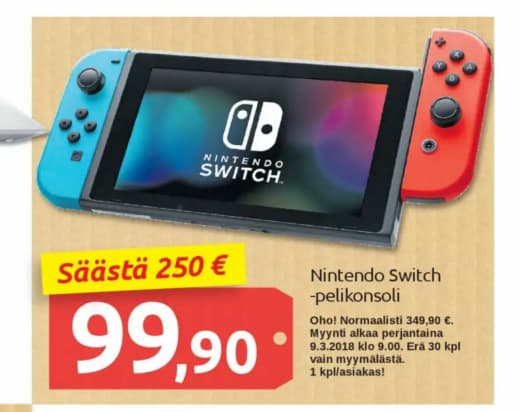 NINTENDO
SWITCH
Säästä 250 €
99,90
Nintendo Switch
-pelikonsoli
Oho! Normaalisti 349,90 €.
Myynti alkaa perjantaina
9.3.2018 klo 9.00. Erä 30 kpl
vain myymälästä.
1 kpl/asiakas!